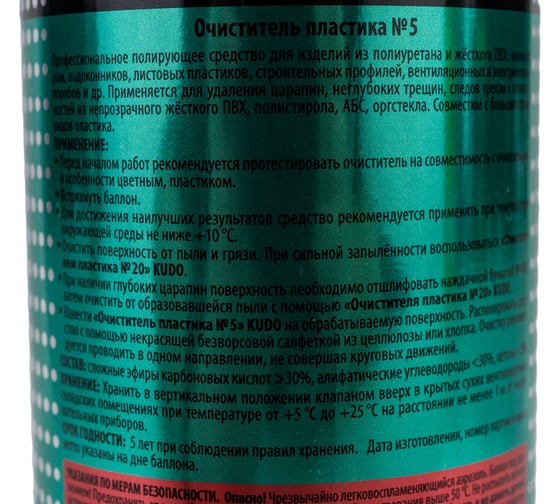 Очиститель пластика №5
Профессиональное полирующее средство для изделий из полиуретана и жёсткого ПВХ:
рам, подоконников, листовых пластиков, строительных профилей, вентиляционных и
коробов и др. Применяется для удаления царапин, неглубоких трещин, следов трения
из непрозрачного жёсткого ПВХ, полистирола, АБС, оргстекла. Совместим с
видов пластика.
ПРИМЕНЕНИЕ:
• Перед началом работ рекомендуется протестировать очиститель на совместимость с
в особенности цветным, пластиком.
• Встряхнуть баллон.
• Для достижения наилучших результатов средство рекомендуется применять при
окружающей среды не ниже +10 °С.
• Очистить поверхность от пыли и грязи. При сильной запылённости воспользоваться
пластика №20» KUDO.
• При наличии глубоких царапин поверхность необходимо отшлифовать наждачной бумагой
затем очистить от образовавшейся пыли с помощью «Очистителя пластика №20» KUDO.
• Нанести «Очиститель пластика №5» KUDO на обрабатываемую поверхность.
с помощью некрасящей безворсовой салфеткой из целлюлозы или хлопка. Очистку
проводить в одном направлении, не совершая круговых движений.
СОСТАВ: сложные эфиры карбоновых кислот >30%, алифатические углеводороды <30%,
ХРАНЕНИЕ: Хранить в вертикальном положении клапаном вверх в крытых сухих
складских помещениях при температуре от +5 °С до +25 °С на расстоянии не менее 1 м от
приборов.
СРОК ГОДНОСТИ: 5 лет при соблюдении правил хранения. Дата изготовления, номер партии
нетто указаны на дне баллона.
УКАЗАНИЯ ПО МЕРАМ БЕЗОПАСНОСТИ. Опасно! Чрезвычайно легковоспламеняющийся аэрозоль.
Предохранять
выше 50 °С.